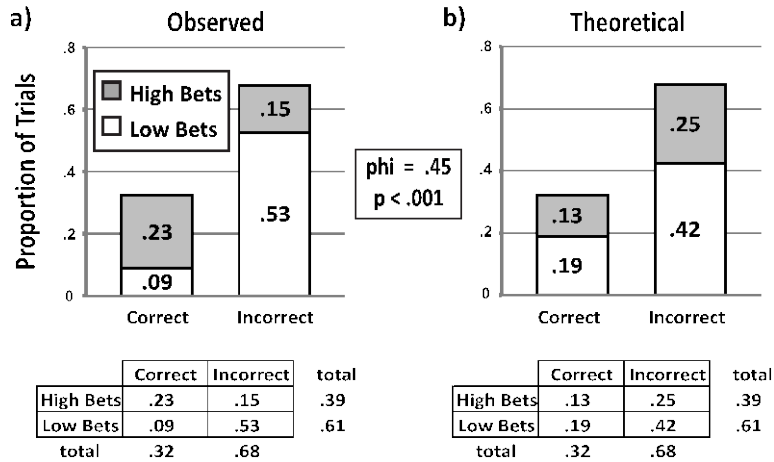 a)
Observed
Proportion of Trials
.8
.6
.4
.2
0
High Bets
Low Bets
.23
.09
.15
.53
Correct
Incorrect
phi = .45
p < .001
b)
Theoretical
.8
.6
.4
.2
0
.13
.19
.25
.42
Correct
Incorrect
Correct Incorrect total
High Bets .23 .15 .39
Low Bets .09 .53 .61
total .32 .68
Correct Incorrect total
High Bets .13 .25 .39
Low Bets .19 .42 .61
total .32 .68